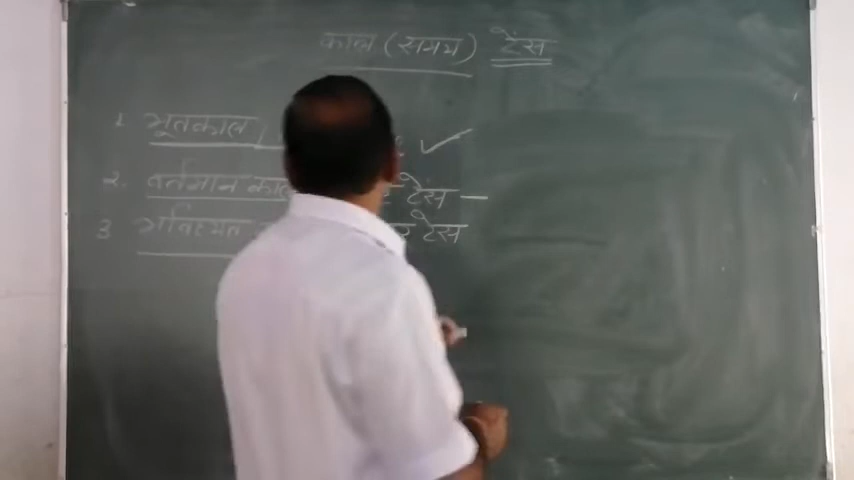 काल (समय) टेंस
१. भूतकाल
२. वर्तमान काल टेंस –
३ भविष्यत टेंस